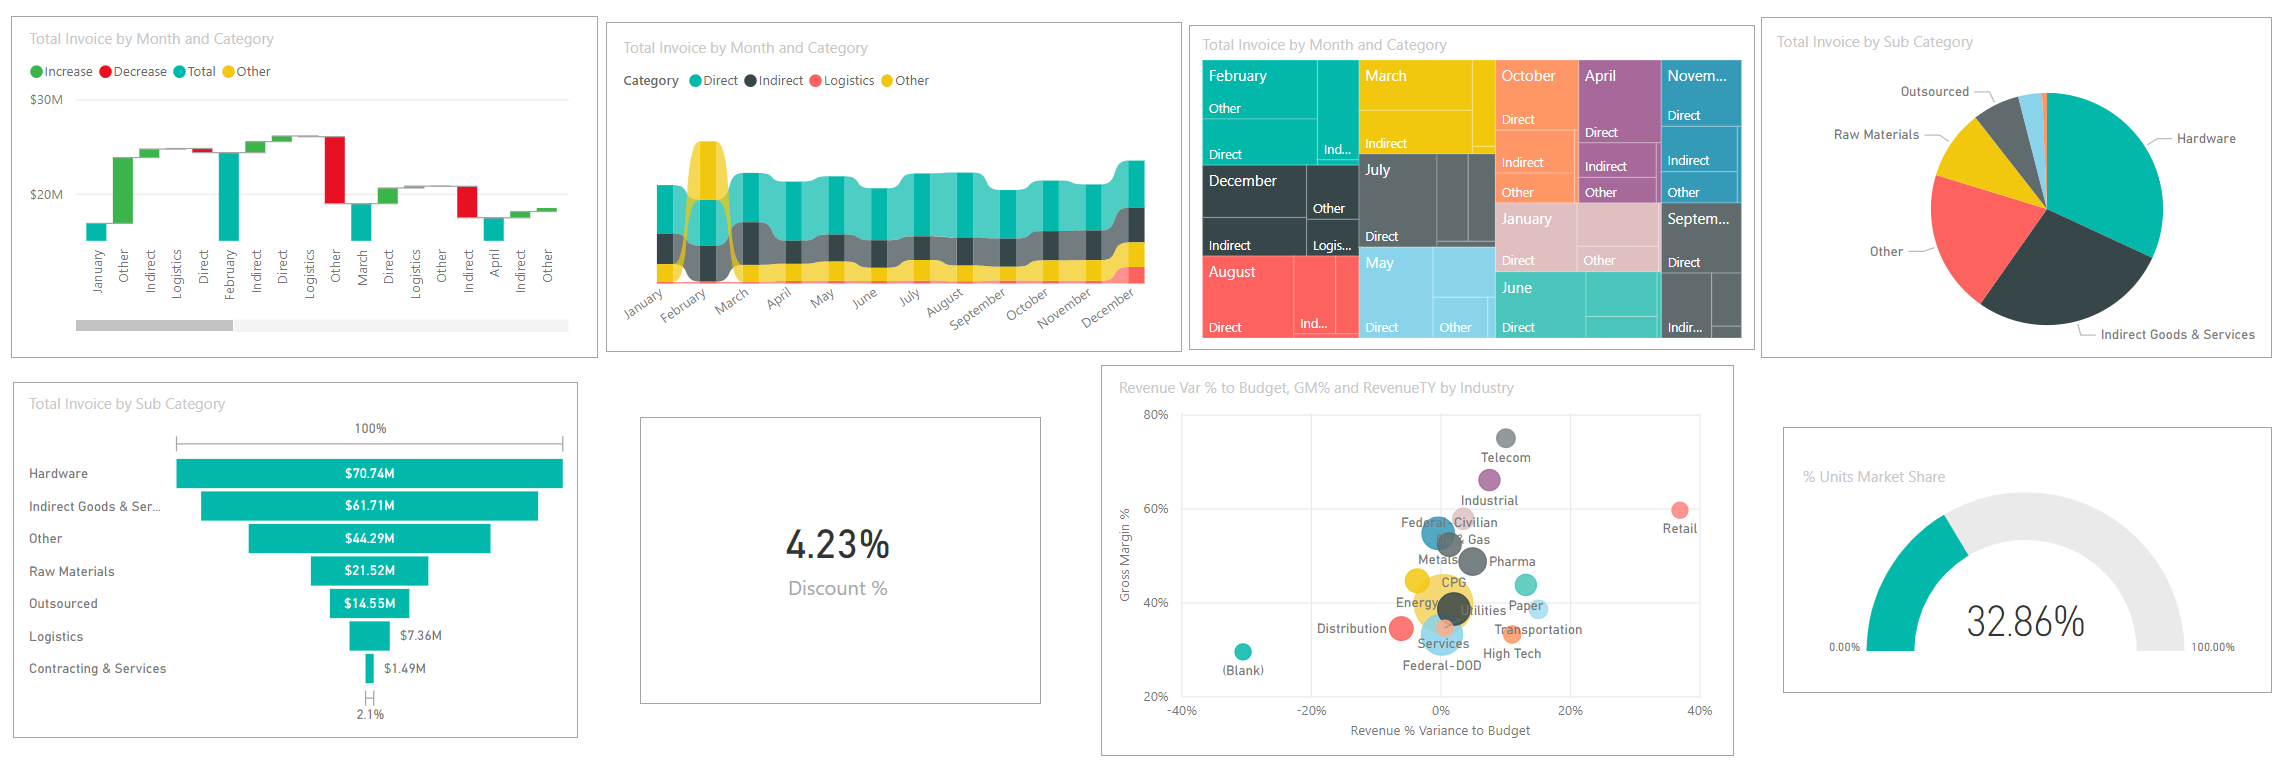 Total Invoice by Month and Category
Increase Decrease Total Other
$30M
$20M
January
Other
Indirect
Logistics
Direct
February
Indirect
Direct
Logistics
Other
March
Direct
Logistics
Other
Indirect
April
Indirect
Other
Total Invoice by Month and Category
Category Direct Indirect Logistics Other
January
February
March
April
May
June
July
August
September
October
November
December
Total Invoice by Month and Category
February
Other
Direct
Ind...
December
Other
Indirect
Logis...
August
Direct
Ind...
March
Indirect
July
Direct
May
Direct
Other
October
Direct
Indirect
Other
April
Direct
Indirect
Other
Novem...
Direct
Indirect
Other
January
Direct
Other
June
Direct
Septem...
Direct
Indir...
Total Invoice by Sub Category
Outsourced
Raw Materials
Other
Hardware
Indirect Goods & Services
Total Invoice by Sub Category
100%
Hardware $70.74M
Indirect Goods & Ser... $61.71M
Other $44.29M
Raw Materials $21.52M
Outsourced $14.55M
Logistics $7.36M
Contracting & Services $1.49M
2.1%
4.23%
Discount %
Revenue Var % to Budget, GM% and RevenueTY by Industry
Gross Margin %
80%
60%
40%
20%
Telecom
Industrial
Retail
Federal-Civilian
& Gas
Metals
Pharma
CPG
Energy
Utilities
Paper
Distribution
Transportation
Services
High Tech
Federal-DOD
(Blank)
-40% -20% 0% 20% 40%
Revenue % Variance to Budget
% Units Market Share
32.86%
0.00%
100.00%